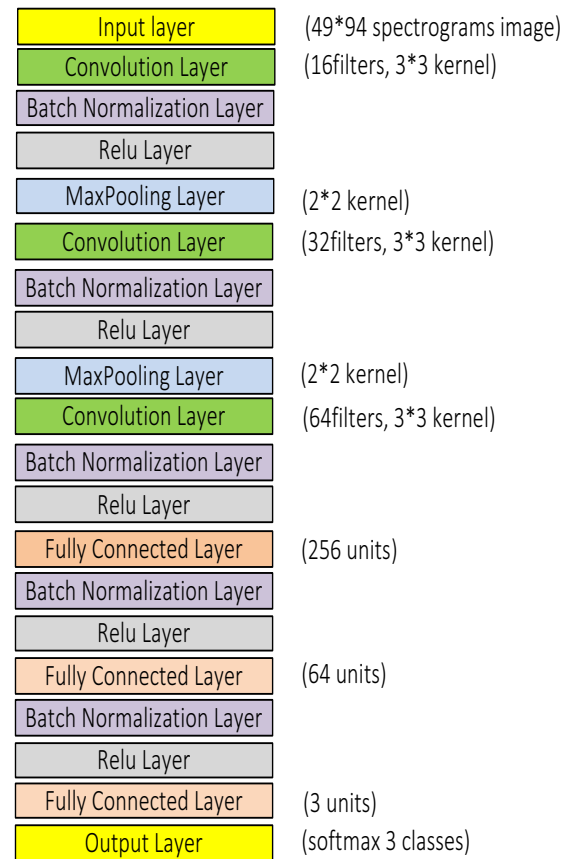 Input layer (49*94 spectrograms image)
Convolution Layer (16filters, 3*3 kernel)
Batch Normalization Layer
Relu Layer
MaxPooling Layer (2*2 kernel)
Convolution Layer (32filters, 3*3 kernel)
Batch Normalization Layer
Relu Layer
MaxPooling Layer (2*2 kernel)
Convolution Layer (64filters, 3*3 kernel)
Batch Normalization Layer
Relu Layer
Fully Connected Layer (256 units)
Batch Normalization Layer
Relu Layer
Fully Connected Layer (64 units)
Batch Normalization Layer
Relu Layer
Fully Connected Layer (3 units)
Output Layer (softmax 3 classes)